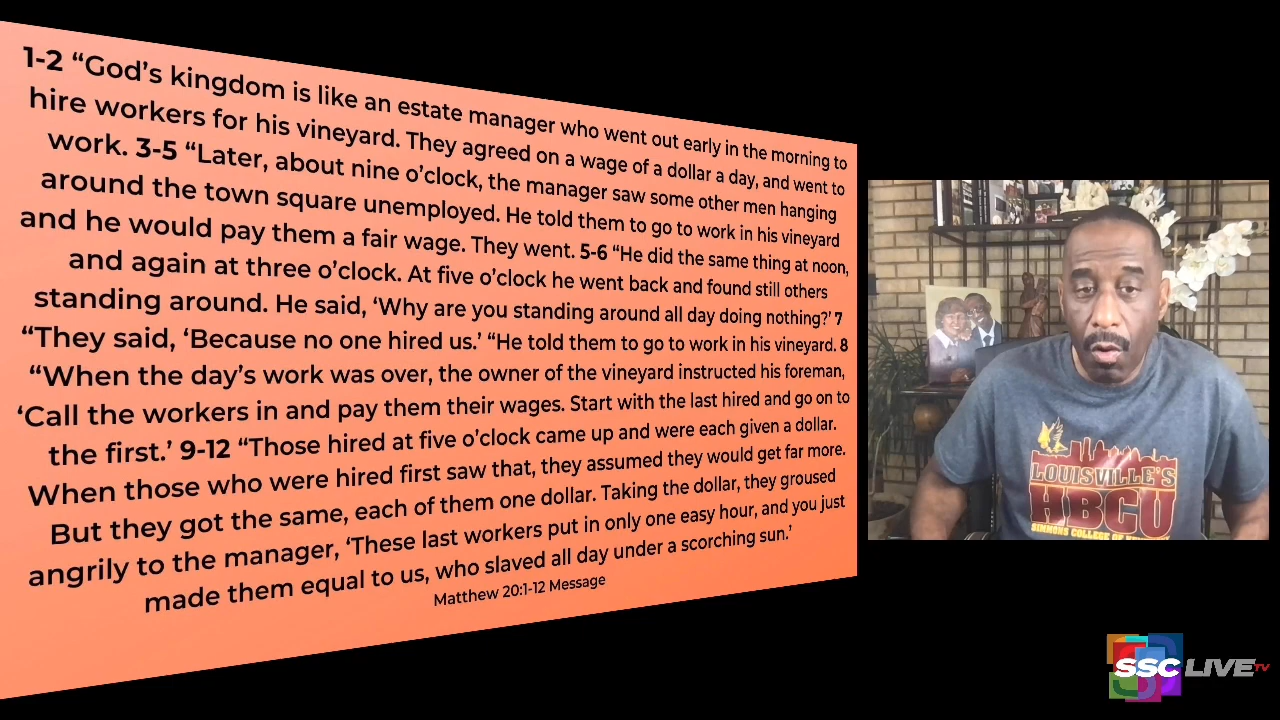 1-2 “God’s kingdom is like an estate manager who went out early in the morning to
hire workers for his vineyard. They agreed on a wage of a dollar a day, and went to
work. 3-5 “Later, about nine o’clock, the manager saw some other men hanging
around the town square unemployed. He told them to go to work in his vineyard
and he would pay them a fair wage. They went. 5-6 “He did the same thing at noon,
and again at three o’clock. At five o’clock he went back and found still others
standing around. He said, ‘Why are you standing around all day doing nothing?’ 7
“They said, ‘Because no one hired us.’ “He told them to go to work in his vineyard. 8
“When the day’s work was over, the owner of the vineyard instructed his foreman,
‘Call the workers in and pay them their wages. Start with the last hired and go on to
the first.’ 9-12 “Those hired at five o’clock came up and were each given a dollar.
When those who were hired first saw that, they assumed they would get far more.
But they got the same, each of them one dollar. Taking the dollar, they groused
angrily to the manager, ‘These last workers put in only one easy hour, and you just
made them equal to us, who slaved all day under a scorching sun.’
Matthew 20:1-12 Message
LOUISVILLE'S
HBCU
SIMMONS COLLEGE OF
SSC LIVE TV